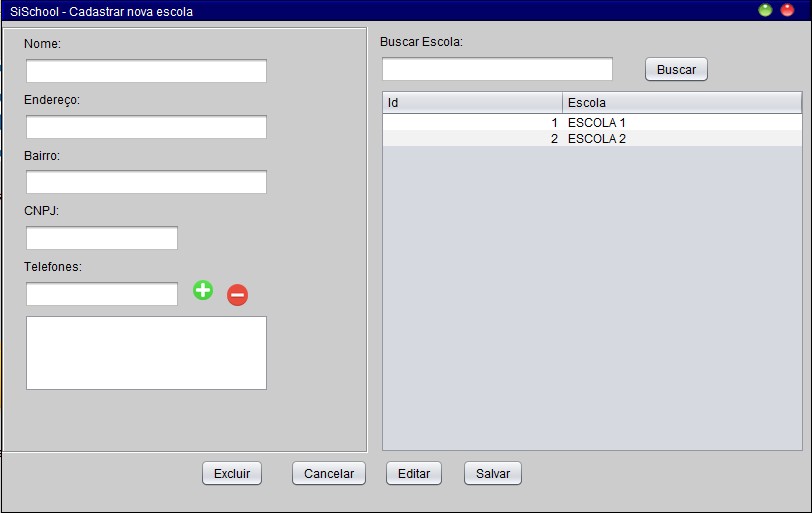 SiSchool - Cadastrar nova escola
Nome:
Endereço:
Bairro:
CNPJ:
Telefones:
Buscar Escola:
Buscar
Id Escola
1 ESCOLA 1
2 ESCOLA 2
Excluir Cancelar Editar Salvar